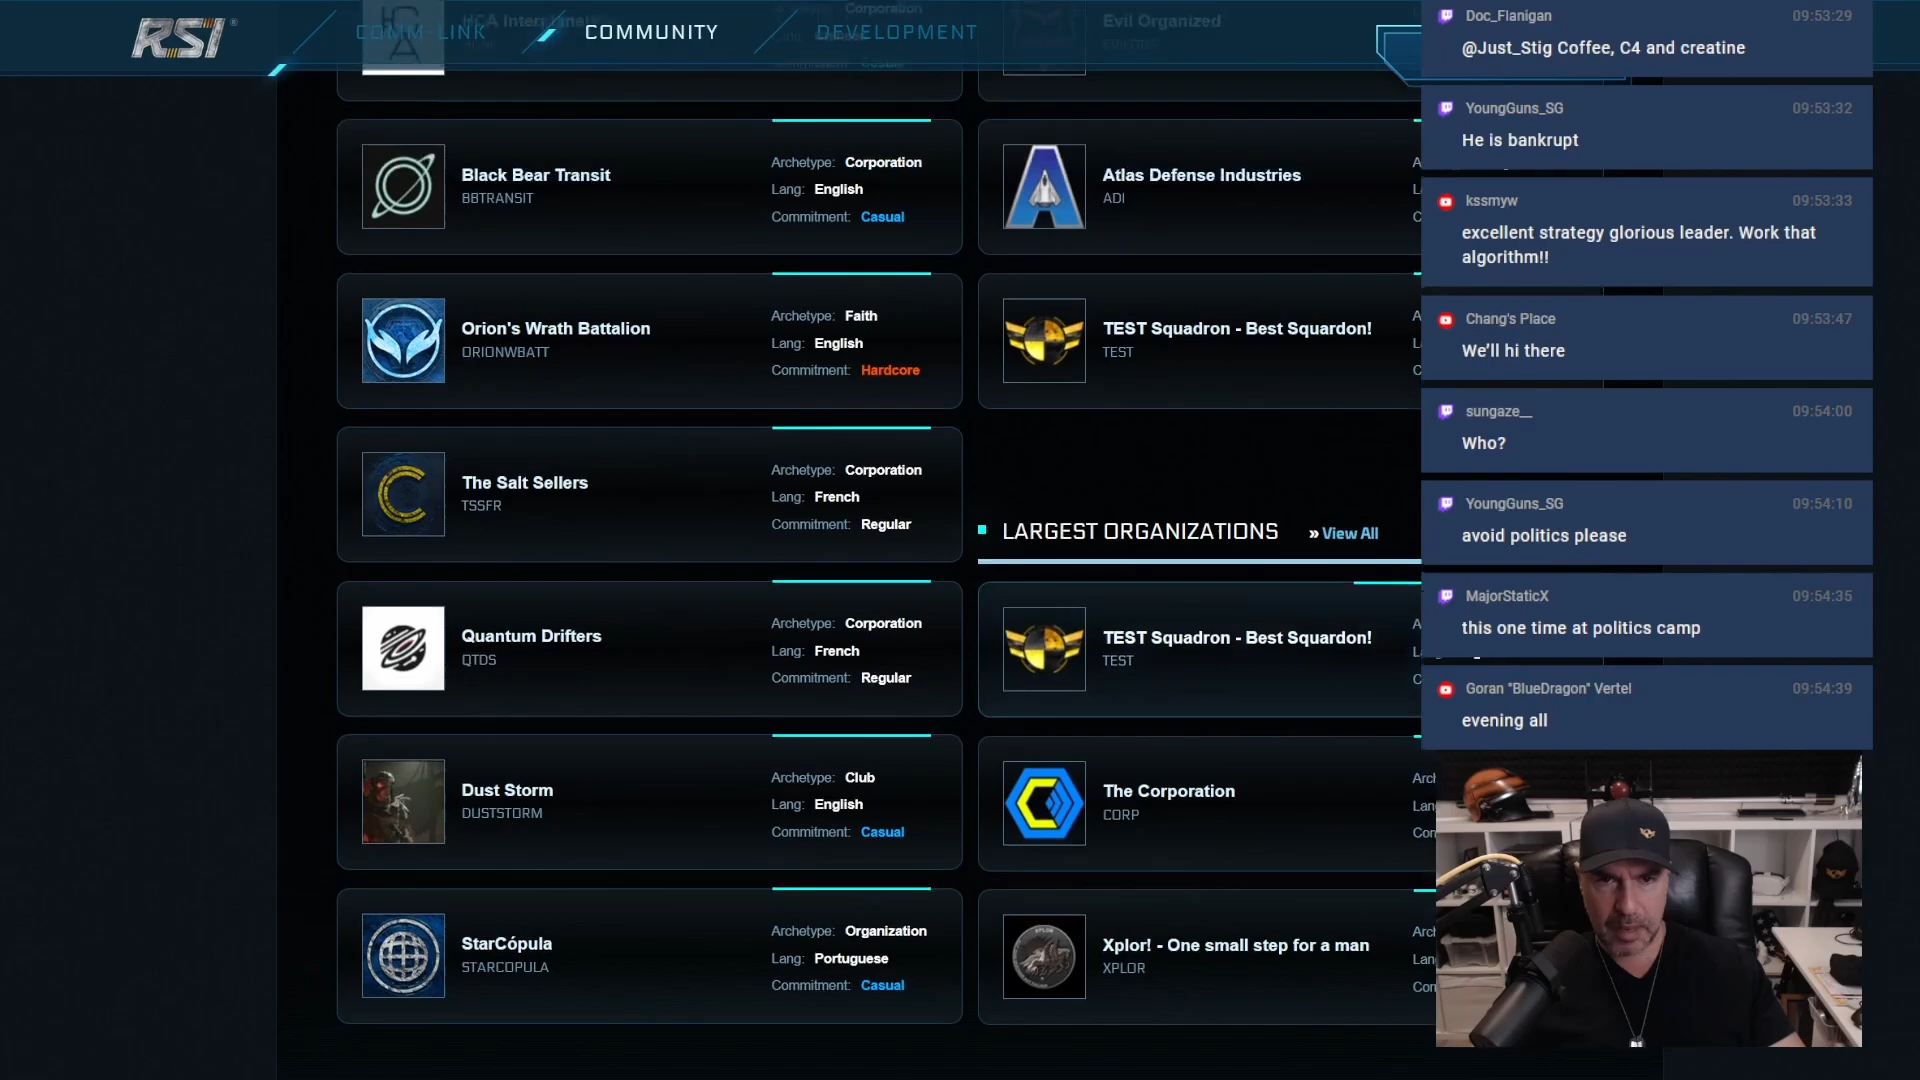 RSI
COMM-LINK
COMMUNITY
DEVELOPMENT
Corporation
Evil Organized
Casual
Black Bear Transit
BBTRANSIT
Archetype: Corporation
Lang: English
Commitment: Casual
Atlas Defense Industries
ADI
Orion's Wrath Battalion
ORIONWBATT
Archetype: Faith
Lang: English
Commitment: Hardcore
TEST Squadron - Best Squardon!
TEST
The Salt Sellers
TSSFR
Archetype: Corporation
Lang: French
Commitment: Regular
LARGEST ORGANIZATIONS
» View All
Quantum Drifters
QTDS
Archetype: Corporation
Lang: French
Commitment: Regular
TEST Squadron - Best Squardon!
TEST
Dust Storm
DUSTSTORM
Archetype: Club
Lang: English
Commitment: Casual
The Corporation
CORP
StarCópula
STARCOPULA
Archetype: Organization
Lang: Portuguese
Commitment: Casual
XPLOR
Xplor! - One small step for a man
XPLOR
Doc_Flanigan 09:53:29
@Just_Stig Coffee, C4 and creatine
YoungGuns_SG 09:53:32
He is bankrupt
kssmyw 09:53:33
excellent strategy glorious leader. Work that
algorithm!!
Chang's Place 09:53:47
We’ll hi there
sungaze__ 09:54:00
Who?
YoungGuns_SG 09:54:10
avoid politics please
MajorStaticX 09:54:35
this one time at politics camp
Goran "BlueDragon" Vertel 09:54:39
evening all